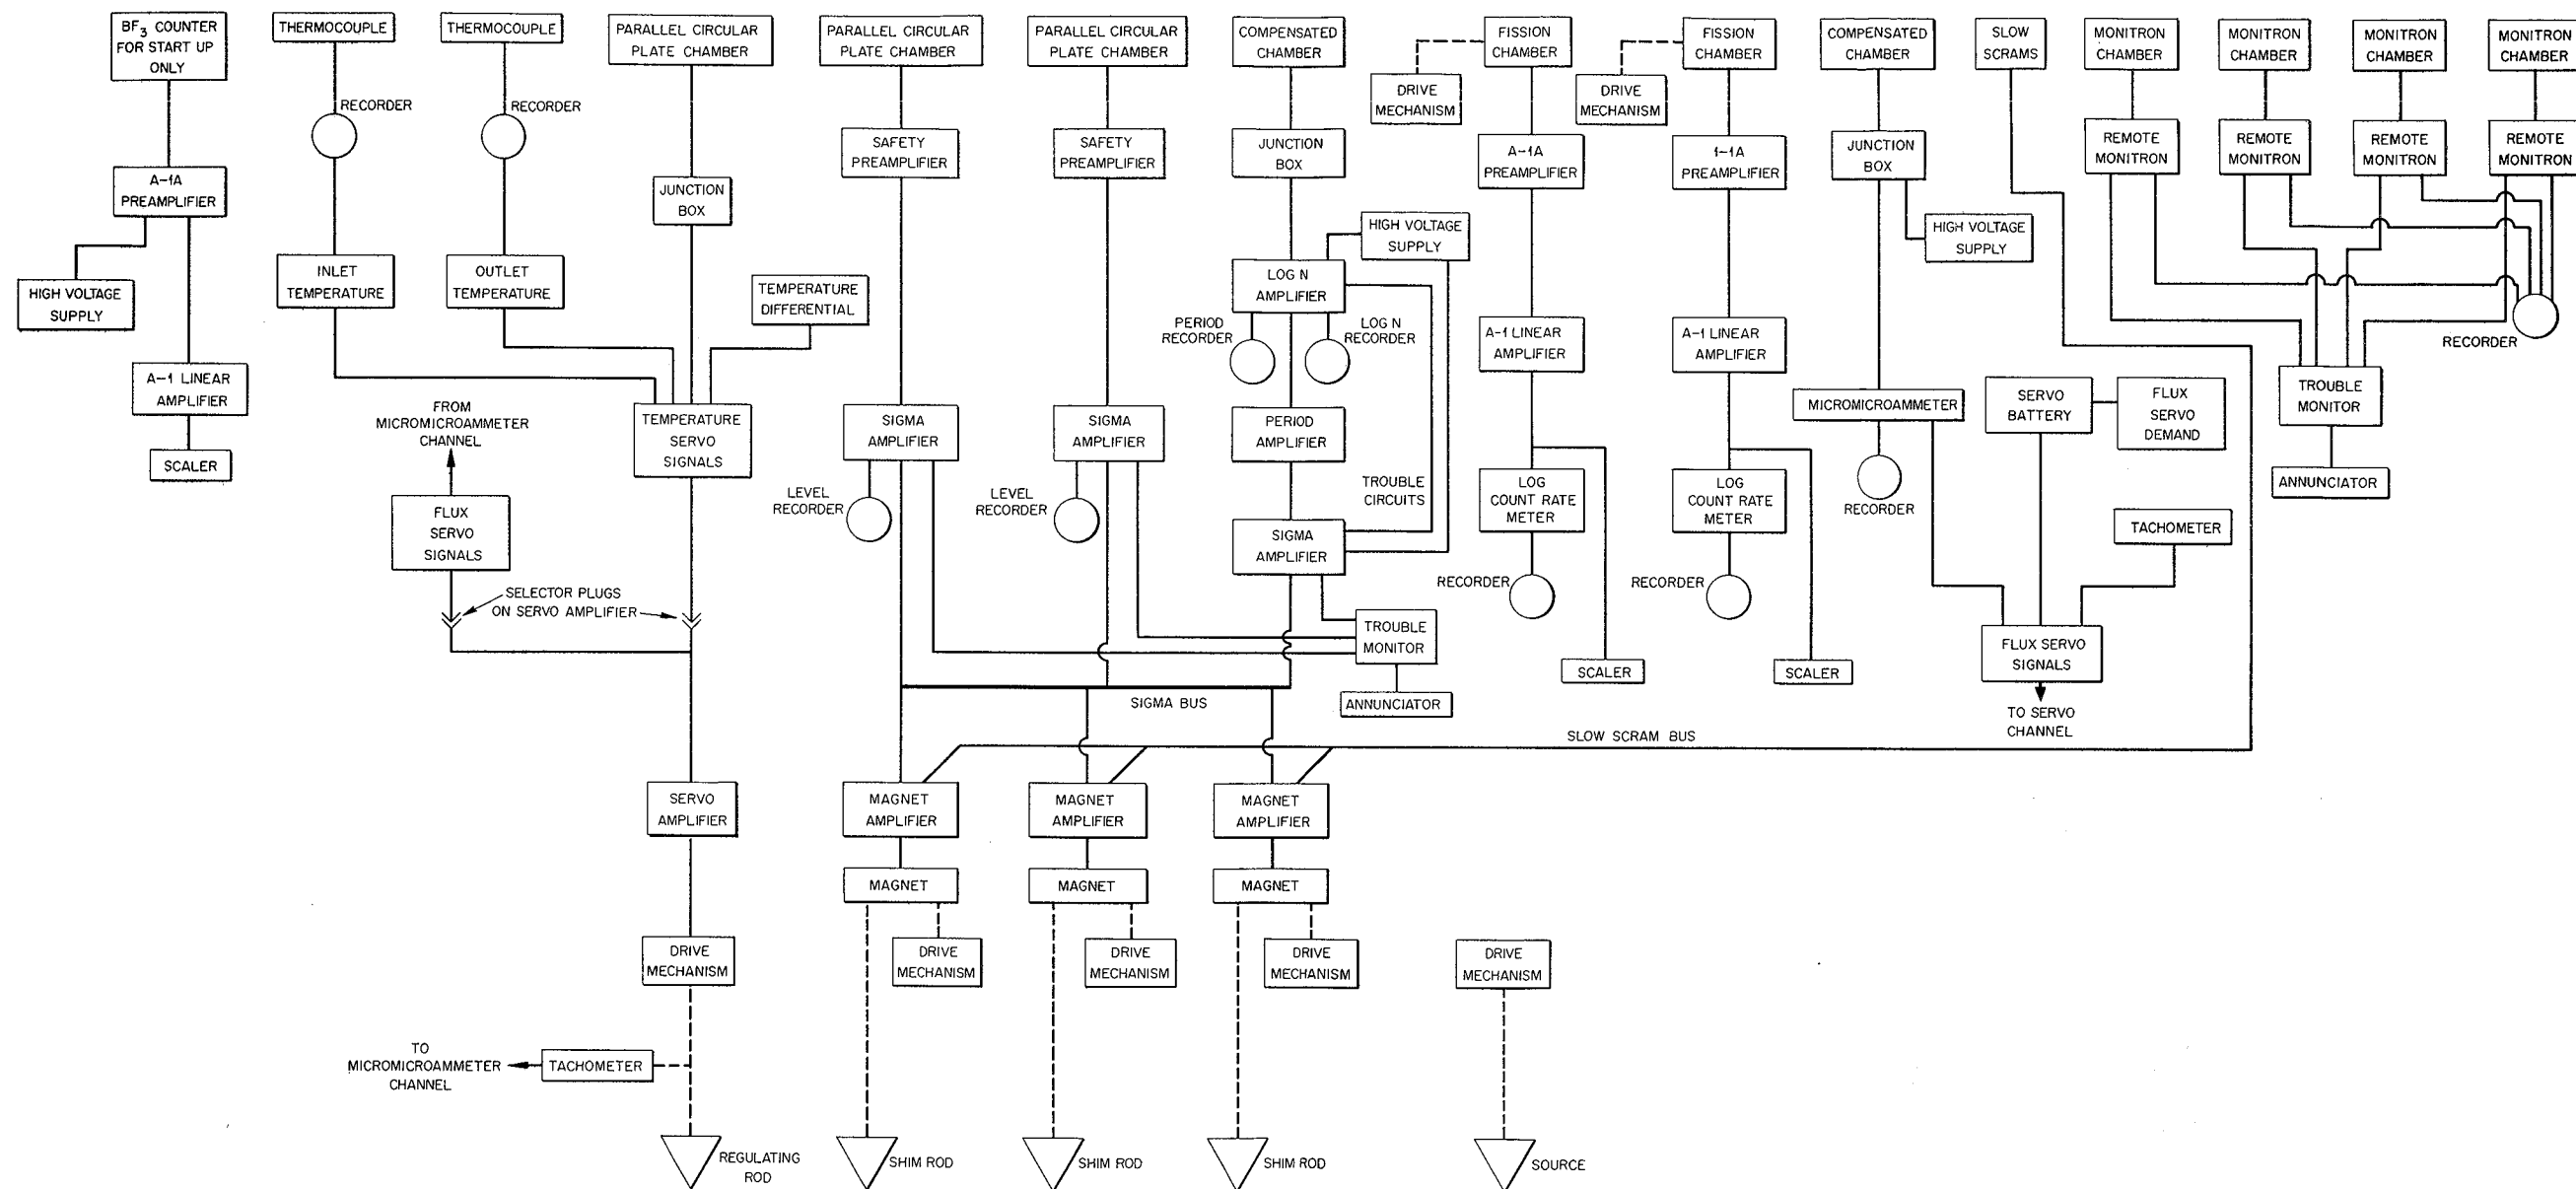 BF3 COUNTER
FOR START UP
ONLY
THERMOCOUPLE
THERMOCOUPLE
PARALLEL CIRCULAR
PLATE CHAMBER
PARALLEL CIRCULAR
PLATE CHAMBER
PARALLEL CIRCULAR
PLATE CHAMBER
COMPENSATED
CHAMBER
FISSION
CHAMBER
FISSION
CHAMBER
COMPENSATED
CHAMBER
SLOW
SCRAMS
MONITRON
CHAMBER
MONITRON
CHAMBER
MONITRON
CHAMBER
MONITRON
CHAMBER
DRIVE
MECHANISM
DRIVE
MECHANISM
RECORDER
RECORDER
SAFETY
PREAMPLIFIER
SAFETY
PREAMPLIFIER
JUNCTION
BOX
A-1A
PREAMPLIFIER
1-1A
PREAMPLIFIER
JUNCTION
BOX
REMOTE
MONITRON
REMOTE
MONITRON
REMOTE
MONITRON
REMOTE
MONITRON
A-1A
PREAMPLIFIER
JUNCTION
BOX
HIGH VOLTAGE
SUPPLY
HIGH VOLTAGE
SUPPLY
HIGH VOLTAGE
SUPPLY
INLET
TEMPERATURE
OUTLET
TEMPERATURE
TEMPERATURE
DIFFERENTIAL
LOG N
AMPLIFIER
PERIOD
RECORDER
LOG N
RECORDER
A-1 LINEAR
AMPLIFIER
A-1 LINEAR
AMPLIFIER
RECORDER
A-1 LINEAR
AMPLIFIER
SCALER
FROM
MICROMICROAMMETER
CHANNEL
TEMPERATURE
SERVO
SIGNALS
SIGMA
AMPLIFIER
SIGMA
AMPLIFIER
PERIOD
AMPLIFIER
MICROMICROAMMETER
SERVO
BATTERY
FLUX
SERVO
DEMAND
TROUBLE
MONITOR
ANNUNCIATOR
LEVEL
RECORDER
LEVEL
RECORDER
TROUBLE
CIRCUITS
LOG
COUNT RATE
METER
LOG
COUNT RATE
METER
RECORDER
FLUX
SERVO
SIGNALS
SIGMA
AMPLIFIER
TACHOMETER
RECORDER
RECORDER
SELECTOR PLUGS
ON SERVO AMPLIFIER
TROUBLE
MONITOR
FLUX SERVO
SIGNALS
SCALER
SCALER
ANNUNCIATOR
SIGMA BUS
TO SERVO
CHANNEL
SLOW SCRAM BUS
SERVO
AMPLIFIER
MAGNET
AMPLIFIER
MAGNET
AMPLIFIER
MAGNET
AMPLIFIER
MAGNET
MAGNET
MAGNET
DRIVE
MECHANISM
DRIVE
MECHANISM
DRIVE
MECHANISM
DRIVE
MECHANISM
DRIVE
MECHANISM
TO
MICROMICROAMMETER
CHANNEL
TACHOMETER
REGULATING
ROD
SHIM ROD
SHIM ROD
SHIM ROD
SOURCE